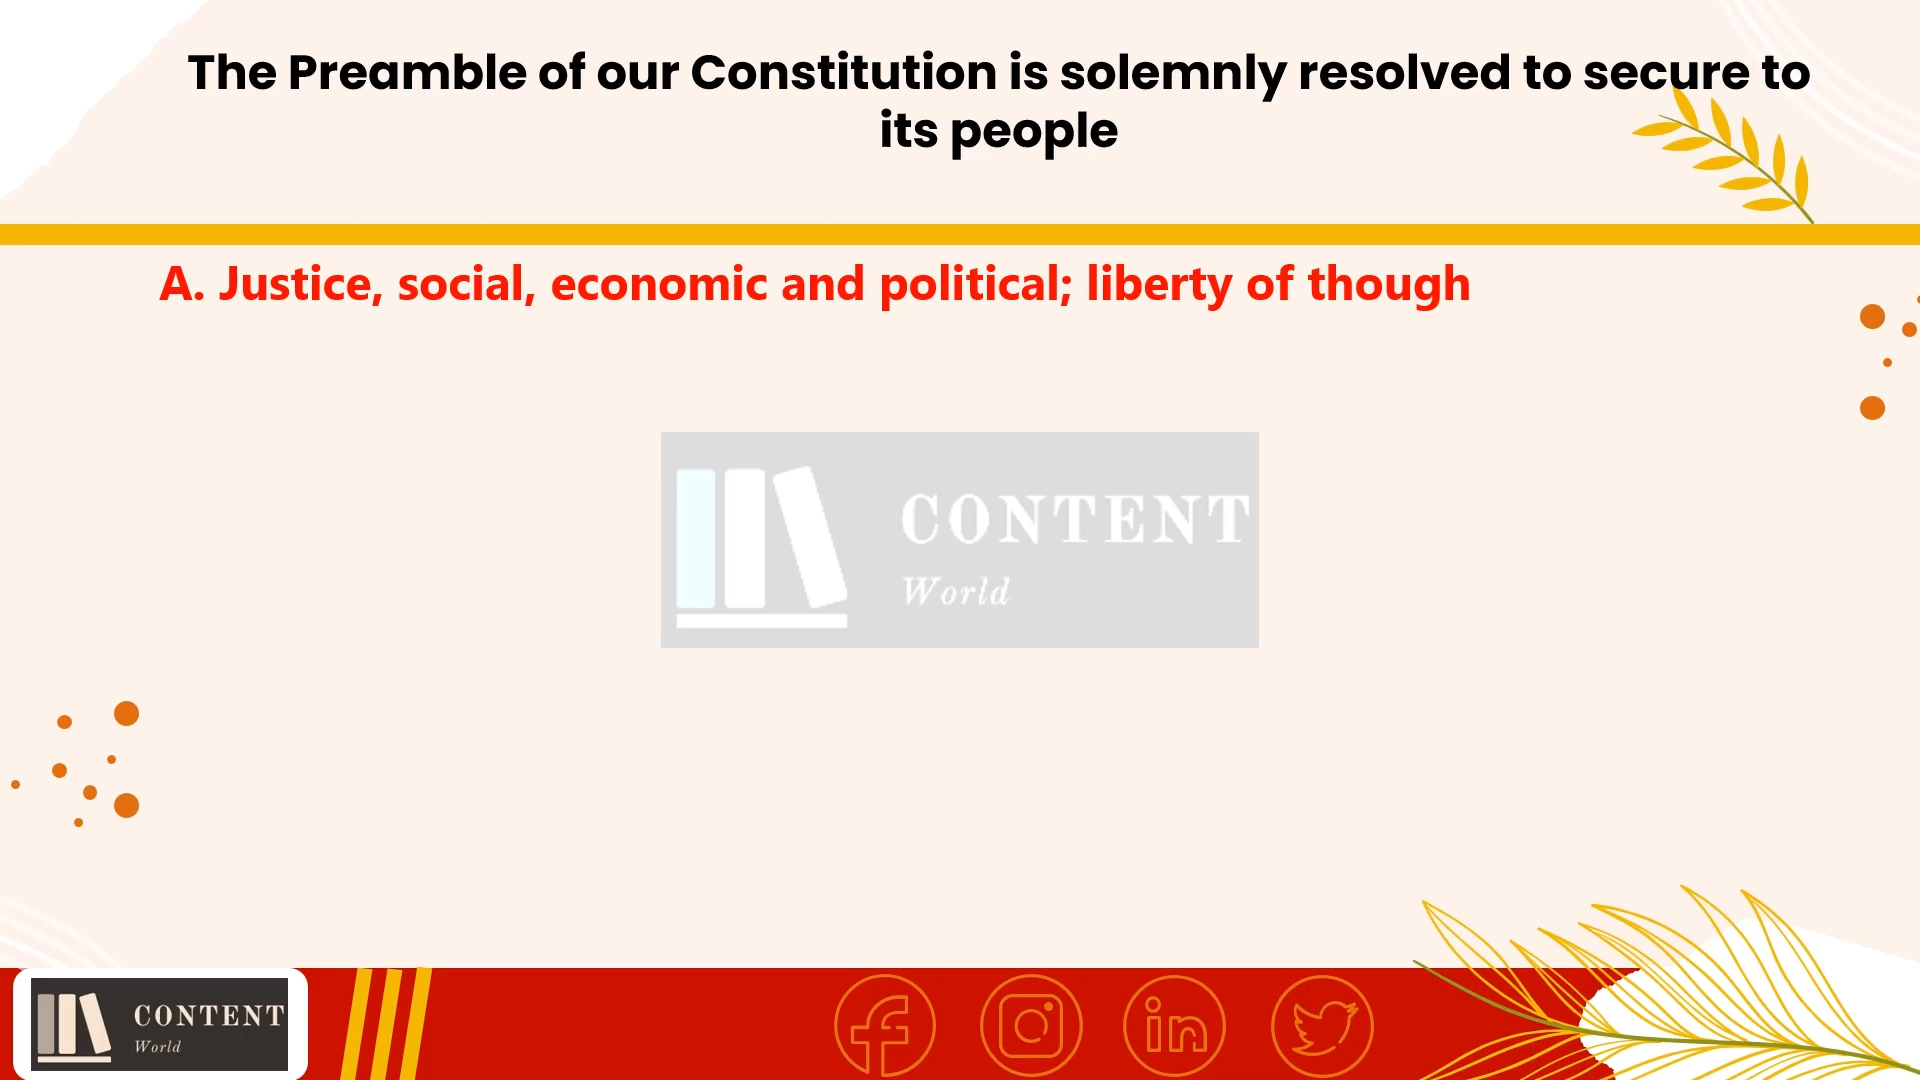 The Preamble of our Constitution is solemnly resolved to secure to
its people
A. Justice, social, economic and political; liberty of though
CONTENT
World
CONTENT
World